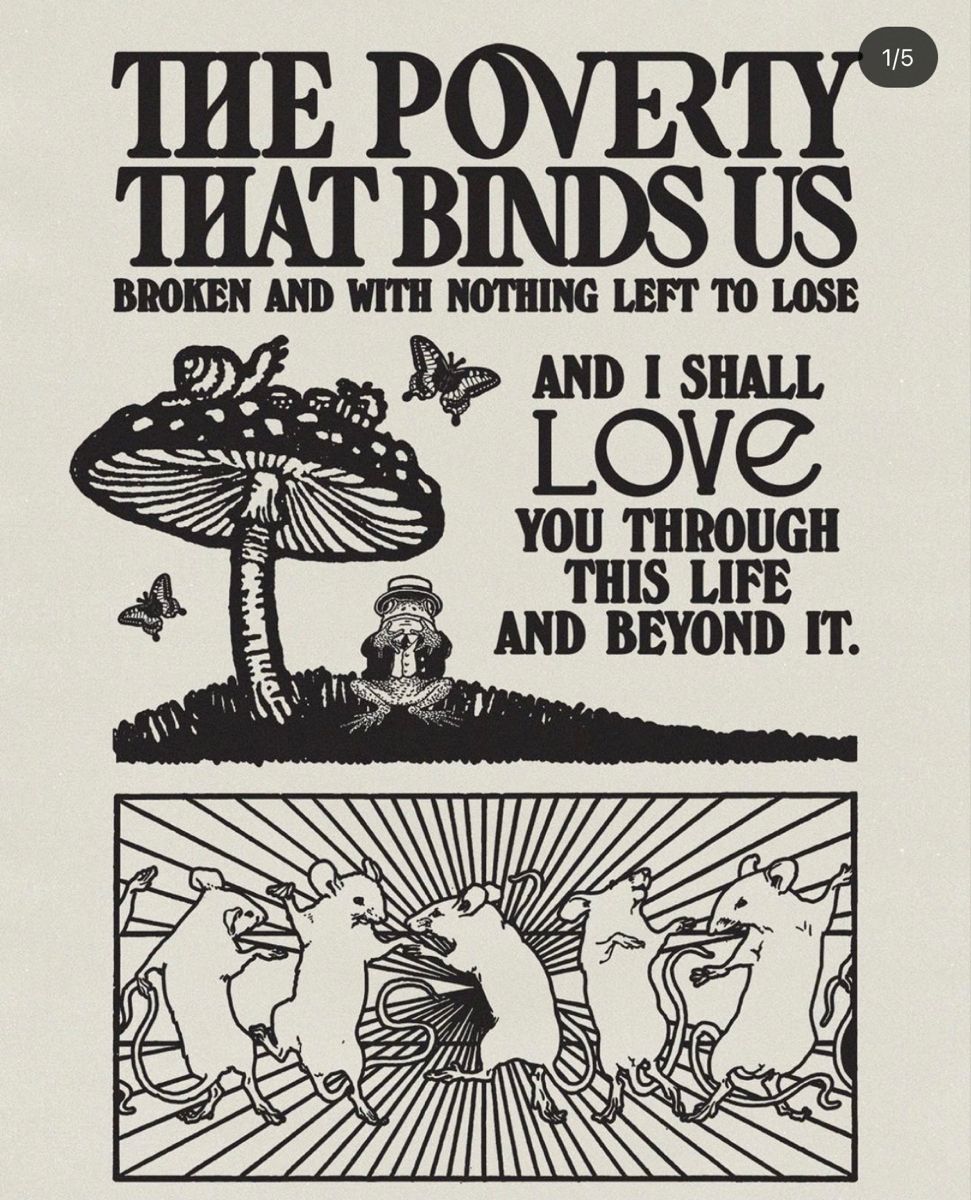 1/5
THE POVERTY
THAT BINDS US
BROKEN AND WITH NOTHING LEFT TO LOSE
AND I SHALL
LOVE
YOU THROUGH
THIS LIFE
AND BEYOND IT.